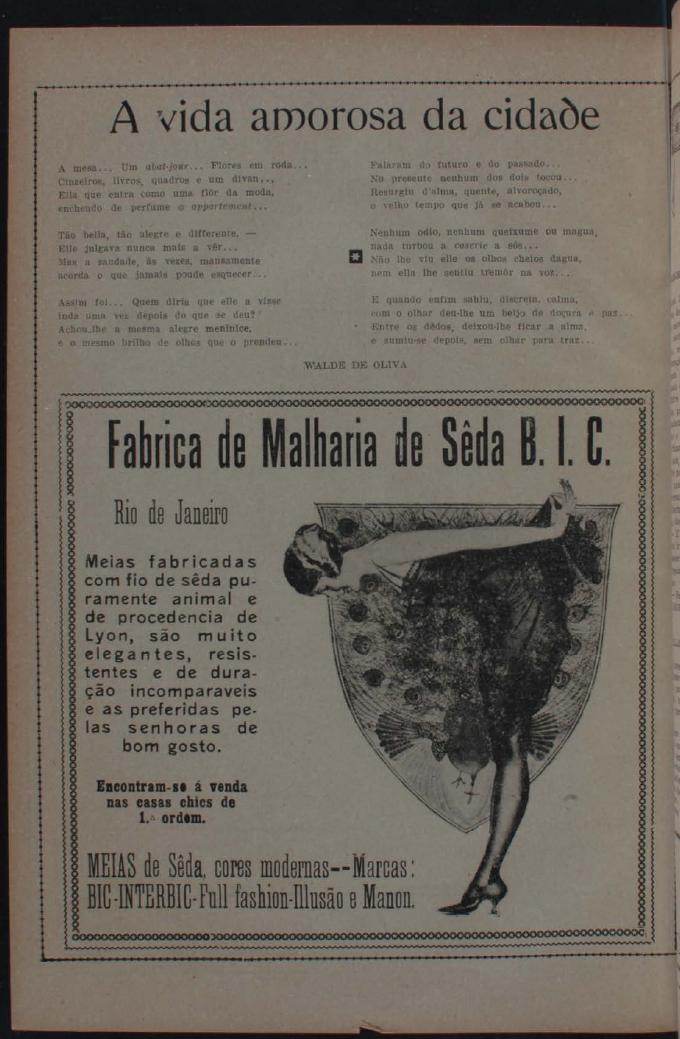 A vida amorosa da cidade
A mesa... Um abat-jour... Flores em roda...
Cinzeiros, livros, quadros e um divan...,
Ella que entra como uma flôr da moda,
enchendo de perfume o appartement...
Tão bella, tão alegre e differente, —
Elle julgava nunca mais a vêr...
Mas a saudade, ás vezes, mansamente
acorda o que jamais poude esquecer...
Assim foi... Quem diria que elle a visse
inda uma vez depois do que se deu?
Achou-lhe a mesma alegre meninice,
e o mesmo brilho de olhos que o prendeu...
Falaram do futuro e do passado...
No presente nenhum dos dois tocou...
Resurgiu d'alma, quente, alvoroçado,
o velho tempo que já se acabou...
Nenhum odio, nenhum queixume ou magua,
nada turbou a causerie a sós...
Não lhe viu elle os olhos cheios dagua,
nem ella lhe sentiu tremôr na voz...
E quando enfim sahiu, discreta, calma,
com o olhar deu-lhe um beijo de doçura e paz...
Entre os dêdos, deixou-lhe ficar a alma,
e sumiu-se depois, sem olhar para traz...
WALDE DE OLIVA
Fabrica de Malharia de Sêda B. I. C.
Rio de Janeiro
Meias fabricadas
com fio de sêda pu-
ramente animal e
de procedencia de
Lyon, são muito
elegantes, resis-
tentes e de dura-
ção incomparaveis
e as preferidas pe-
las senhoras de
bom gosto.
Encontram-se á venda
nas casas chics de
1.ª ordem.
MEIAS de Sêda, cores modernas--Marcas:
BIC-INTERBIC-Full fashion-Illusão e Manon.